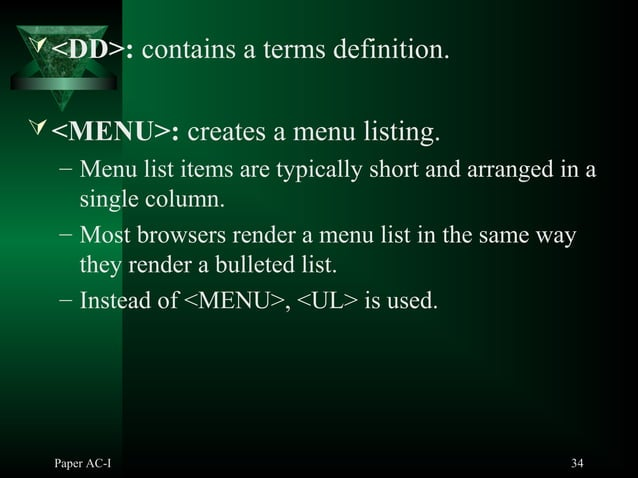 <DD>: contains a terms definition.
<MENU>: creates a menu listing.
– Menu list items are typically short and arranged in a
single column.
– Most browsers render a menu list in the same way
they render a bulleted list.
– Instead of <MENU>, <UL> is used.
Paper AC-I 34